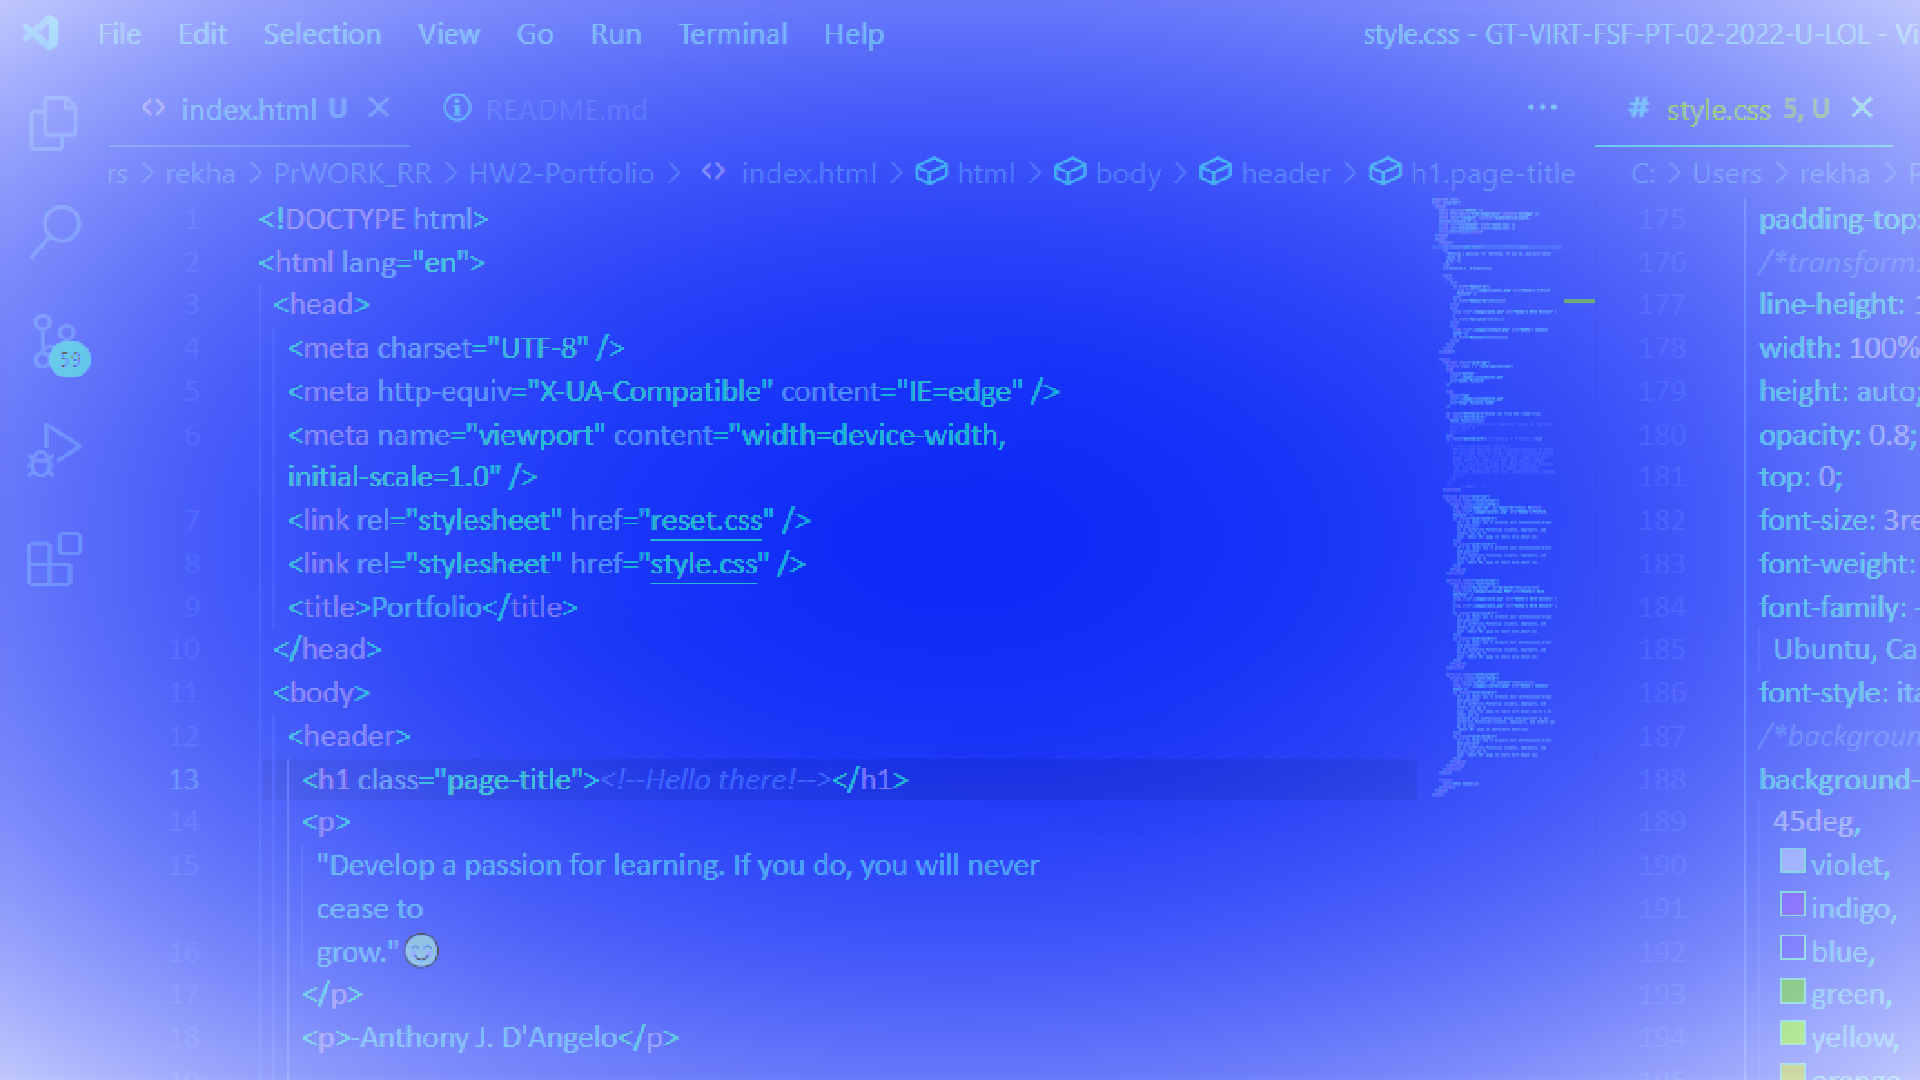 File Edit Selection View Go Run Terminal Help
style.css - GT-VIRT-FSF-PT-02-2022-U-LOL - Vi
index.html U
README.md
style.css 5, U
rs > rekha > PrWORK_RR > HW2-Portfolio > index.html > html > body > header > h1.page-title
C: > Users > rekha >
59
1 <!DOCTYPE html>
2 <html lang="en">
3 <head>
4 <meta charset="UTF-8" />
5 <meta http-equiv="X-UA-Compatible" content="IE=edge" />
6 <meta name="viewport" content="width=device-width,
initial-scale=1.0" />
7 <link rel="stylesheet" href="reset.css" />
8 <link rel="stylesheet" href="style.css" />
9 <title>Portfolio</title>
10 </head>
11 <body>
12 <header>
13 <h1 class="page-title"><!--Hello there!--></h1>
14 <p>
15 "Develop a passion for learning. If you do, you will never
cease to
16 grow."😊
17 </p>
18 <p>-Anthony J. D'Angelo</p>
175 padding-top:
176 /*transform:
177 line-height: 1
178 width: 100%
179 height: auto;
180 opacity: 0.8;
181 top: 0;
182 font-size: 3re
183 font-weight:
184 font-family: -
185 Ubuntu, Ca
186 font-style: ita
187 /*backgroun
188 background-
189 45deg,
190 violet,
191 indigo,
192 blue,
193 green,
194 yellow,